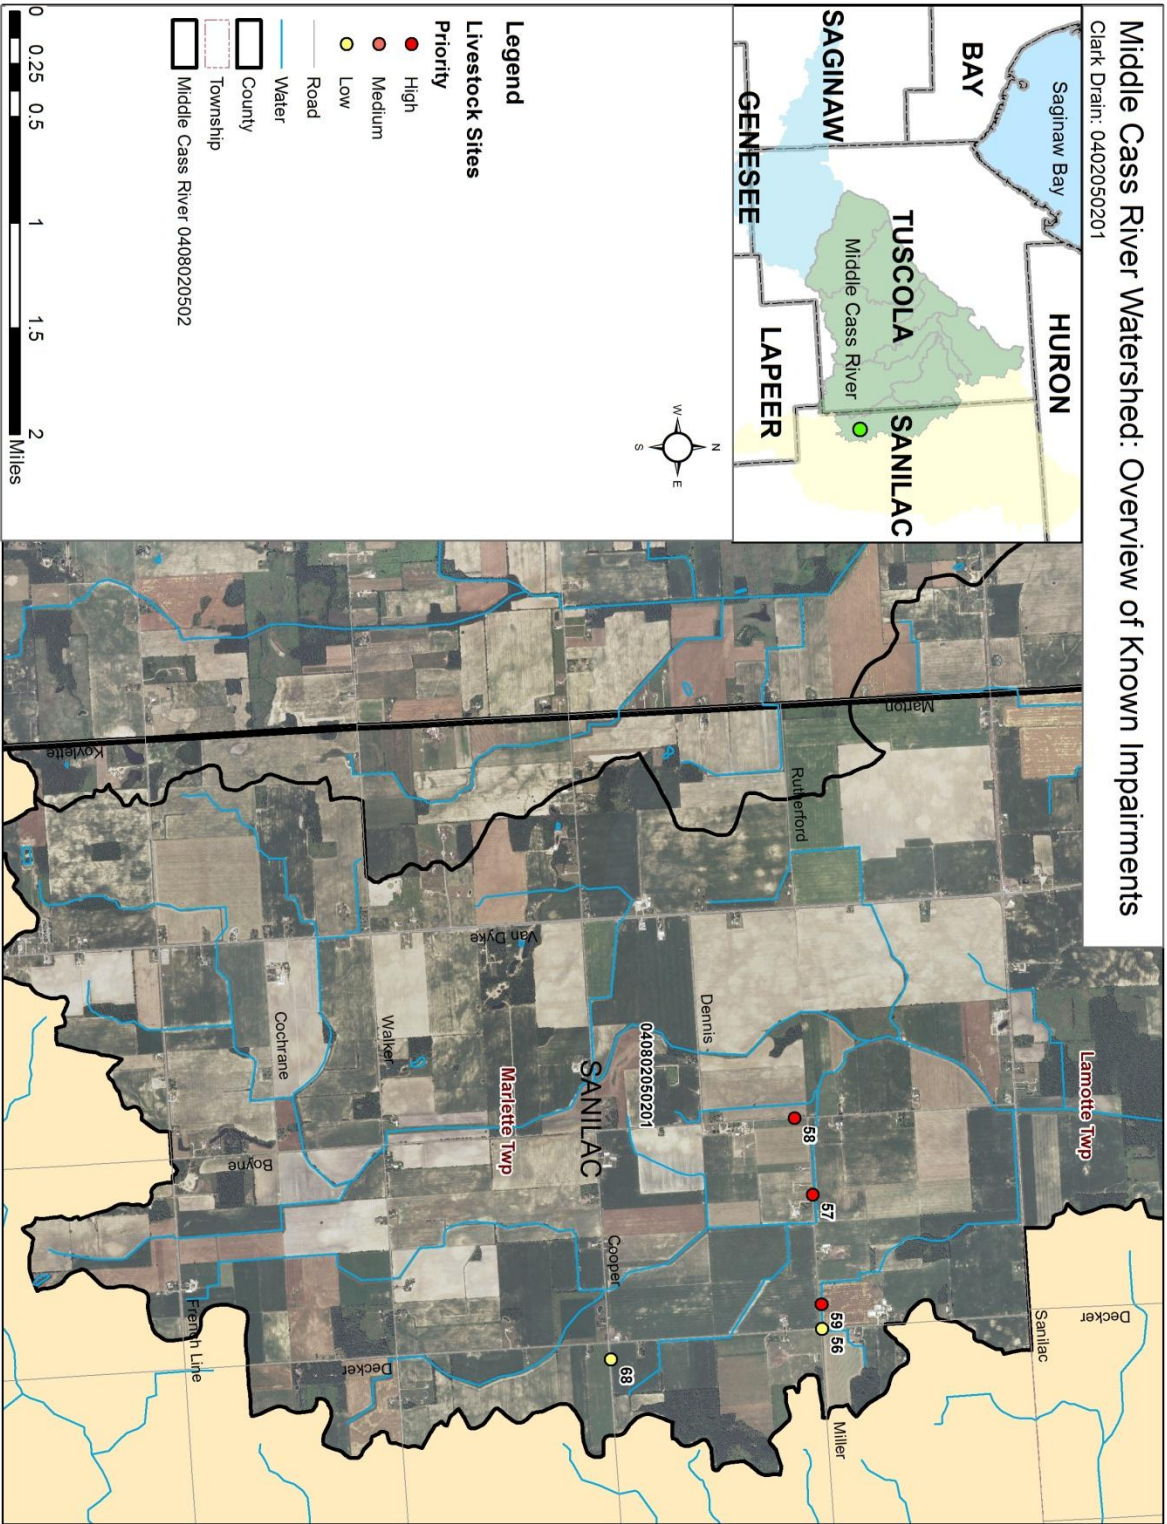 Middle Cass River Watershed: Overview of Known Impairments
Clark Drain: 0402050201
Saginaw Bay
HURON
BAY
TUSCOLA
SANILAC
SAGINAW
Middle Cass River
GENESEE
LAPEER
N
W
E
S
Legend
Livestock Sites
Priority
High
Medium
Low
Road
Water
County
Township
Middle Cass River 0408020502
0 0.25 0.5 1 1.5 2
Miles
Lamotte Twp
Decker
Sanilac
Marton
Rutherford
58
57
59
56
Miller
Dennis
040802050201
SANILAC
Cooper
68
Van Dyke
Marlette Twp
Walker
Decker
Cochrane
Boyne
French Line
Kovlette